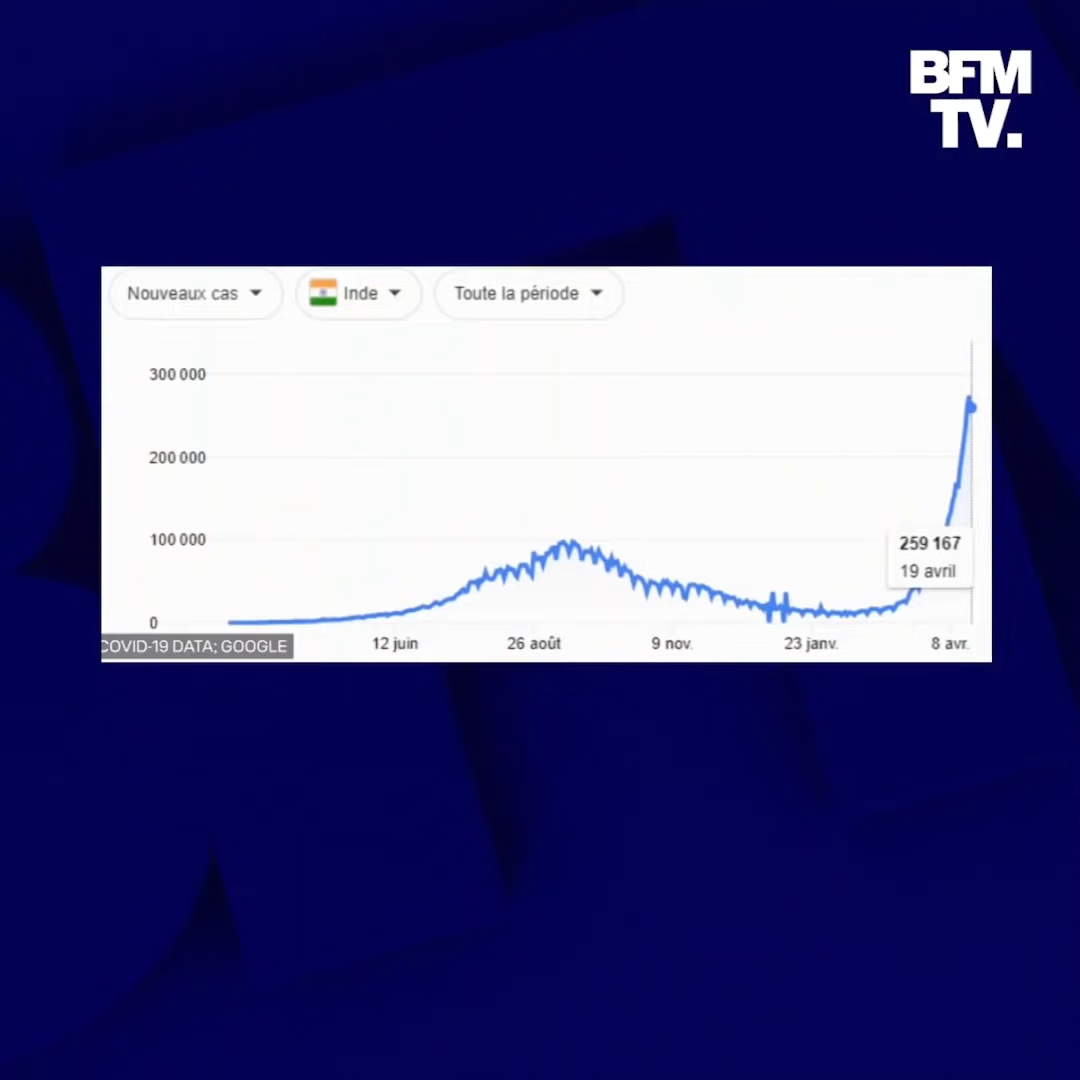 BFM
TV.
Nouveaux cas
Inde
Toute la période
300 000
200 000
100 000
259 167
19 avril
0
COVID-19 DATA; GOOGLE
12 juin
26 août
9 nov.
23 janv.
8 avr.